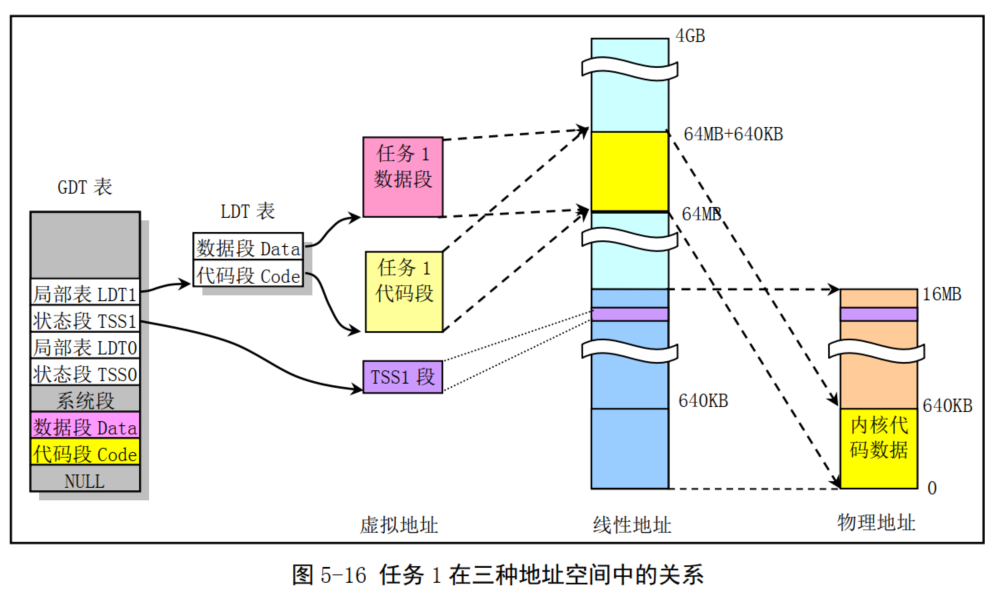 4GB
64MB+640KB
任务 1
数据段
GDT 表
LDT 表
64MB
数据段 Data
代码段 Code
任务 1
代码段
局部表 LDT1
状态段 TSS1
局部表 LDT0
状态段 TSS0
系统段
数据段 Data
代码段 Code
NULL
TSS1 段
640KB
16MB
640KB
内核代
码数据
0
虚拟地址
线性地址
物理地址
图 5-16 任务 1 在三种地址空间中的关系